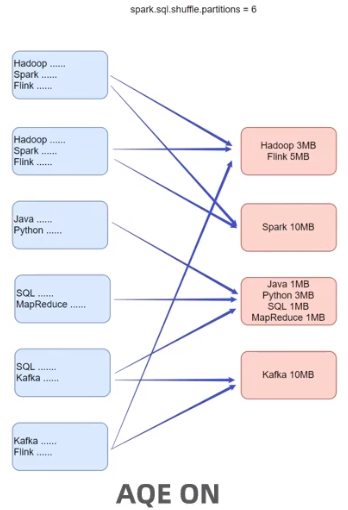 spark.sql.shuffle.partitions = 6
Hadoop ......
Spark ......
Flink ......
Hadoop ......
Spark ......
Flink ......
Java ......
Python ......
SQL ......
MapReduce ......
SQL .......
Kafka ......
Kafka ......
Flink ......
Hadoop 3MB
Flink 5MB
Spark 10MB
Java 1MB
Python 3MB
SQL 1MB
MapReduce 1MB
Kafka 10MB
AQE ON